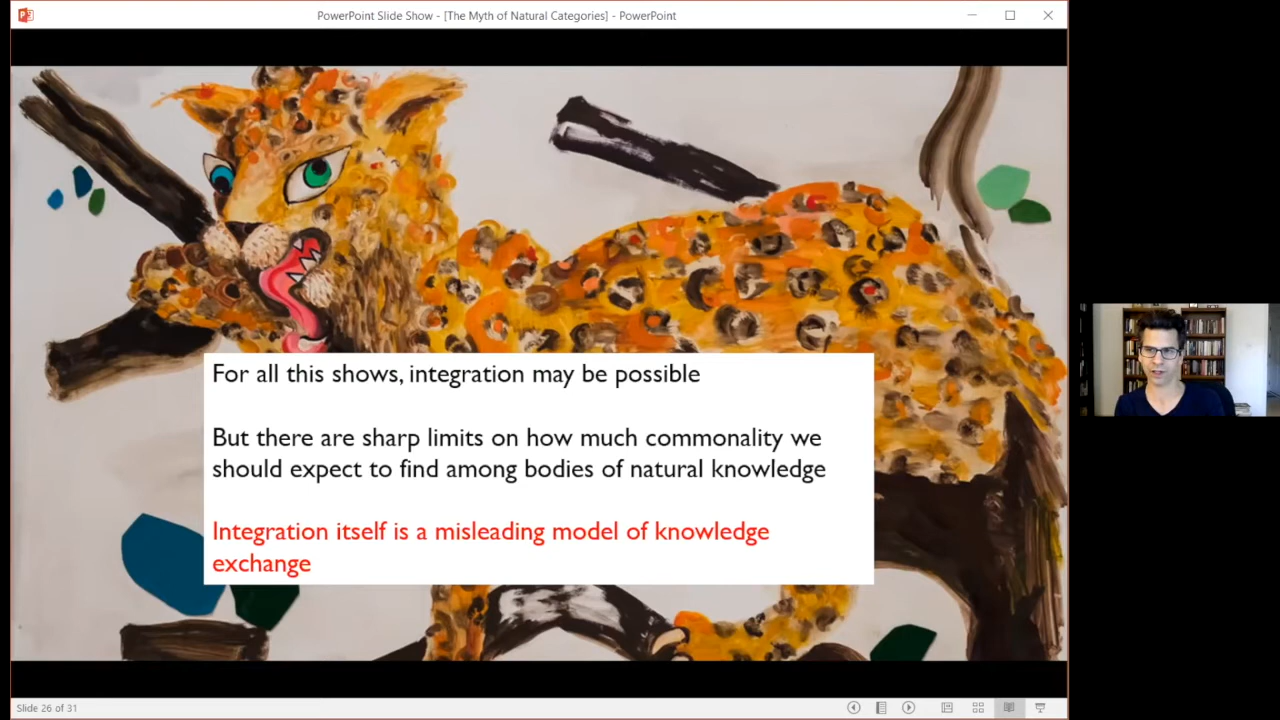 PowerPoint Slide Show - [The Myth of Natural Categories] - PowerPoint
For all this shows, integration may be possible
But there are sharp limits on how much commonality we
should expect to find among bodies of natural knowledge
Integration itself is a misleading model of knowledge
exchange
Slide 26 of 31